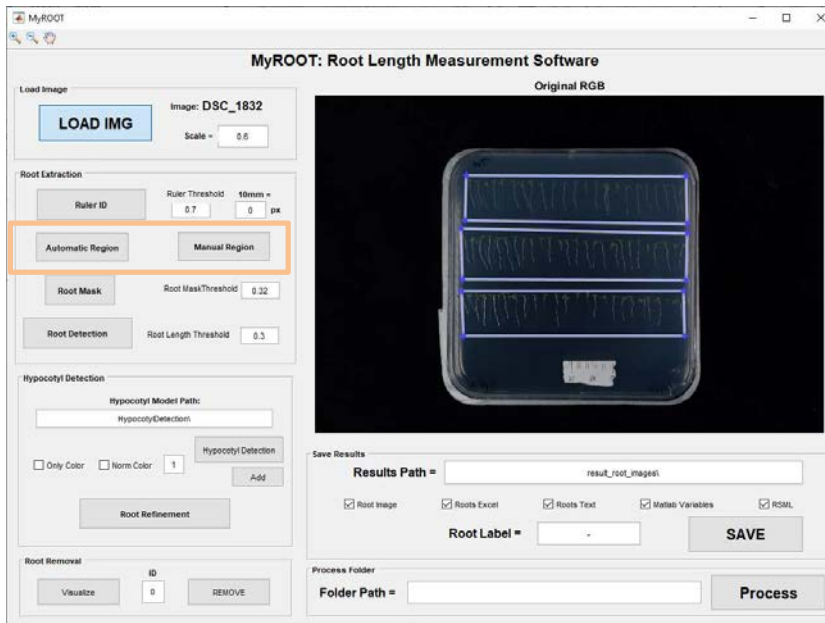 MyROOT
MyROOT: Root Length Measurement Software
Load Image
LOAD IMG
Image: DSC_1832
Scale = 0.6
Original RGB
Root Extraction
Ruler ID
Ruler Threshold
0.7
10mm =
0 px
Automatic Region
Manual Region
Root Mask
Root MaskThreshold 0.32
Root Detection
Root Length Threshold 0.3
Hypocotyl Detection
Hypocotyl Model Path:
HypocotylDetection\
Only Color
Norm Color
1
Hypocotyl Detection
Add
Root Refinement
Root Removal
Visualize
ID
0
REMOVE
Save Results
Results Path = result_root_images\
Root Image
Roots Excel
Roots Text
Matlab Variables
RSML
Root Label = -
SAVE
Process Folder
Folder Path =
Process